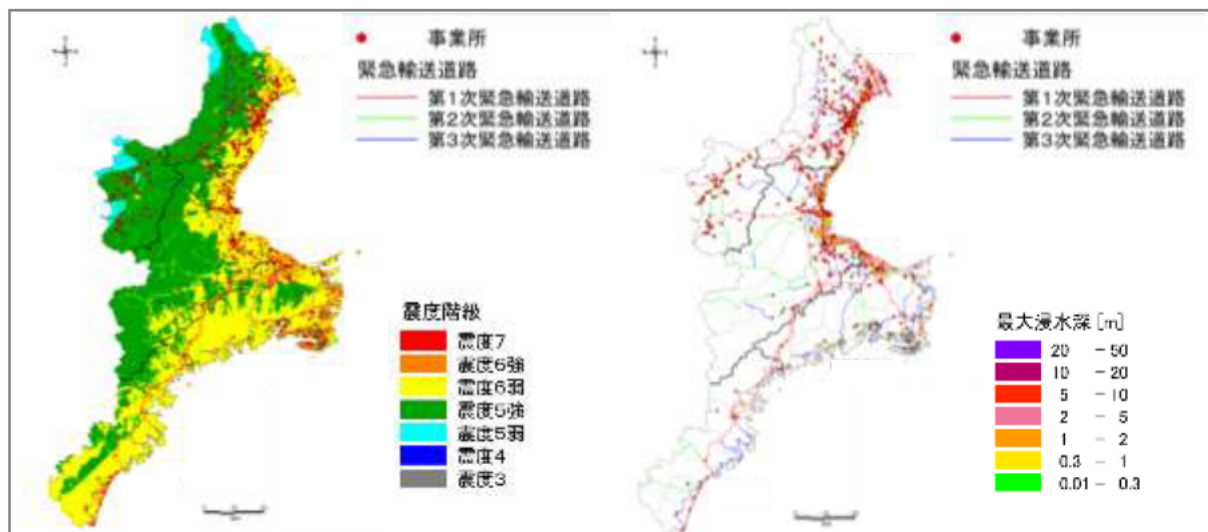 事業所
緊急輸送道路
第1次緊急輸送道路
第2次緊急輸送道路
第3次緊急輸送道路
震度階級
震度7
震度6強
震度6弱
震度5強
震度5弱
震度4
震度3
事業所
緊急輸送道路
第1次緊急輸送道路
第2次緊急輸送道路
第3次緊急輸送道路
最大浸水深 [m]
20 - 50
10 - 20
5 - 10
2 - 5
1 - 2
0.3 - 1
0.01 - 0.3